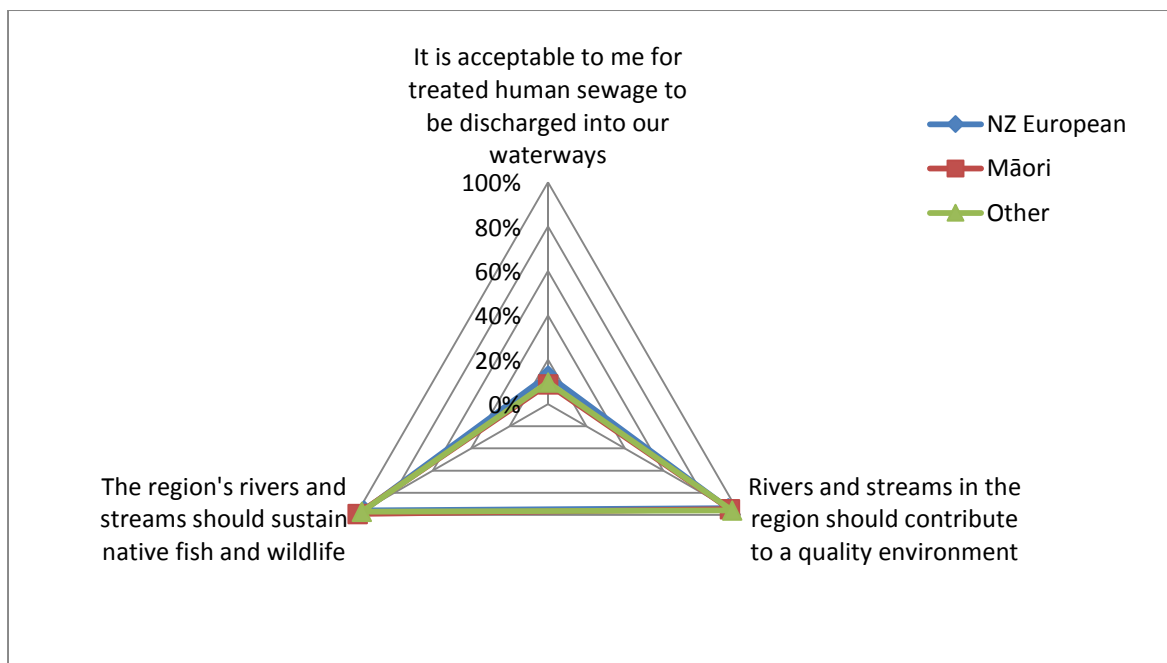 It is acceptable to me for
treated human sewage to
be discharged into our
waterways
100%
80%
60%
40%
20%
0%
NZ European
Māori
Other
The region's rivers and
streams should sustain
native fish and wildlife
Rivers and streams in the
region should contribute
to a quality environment